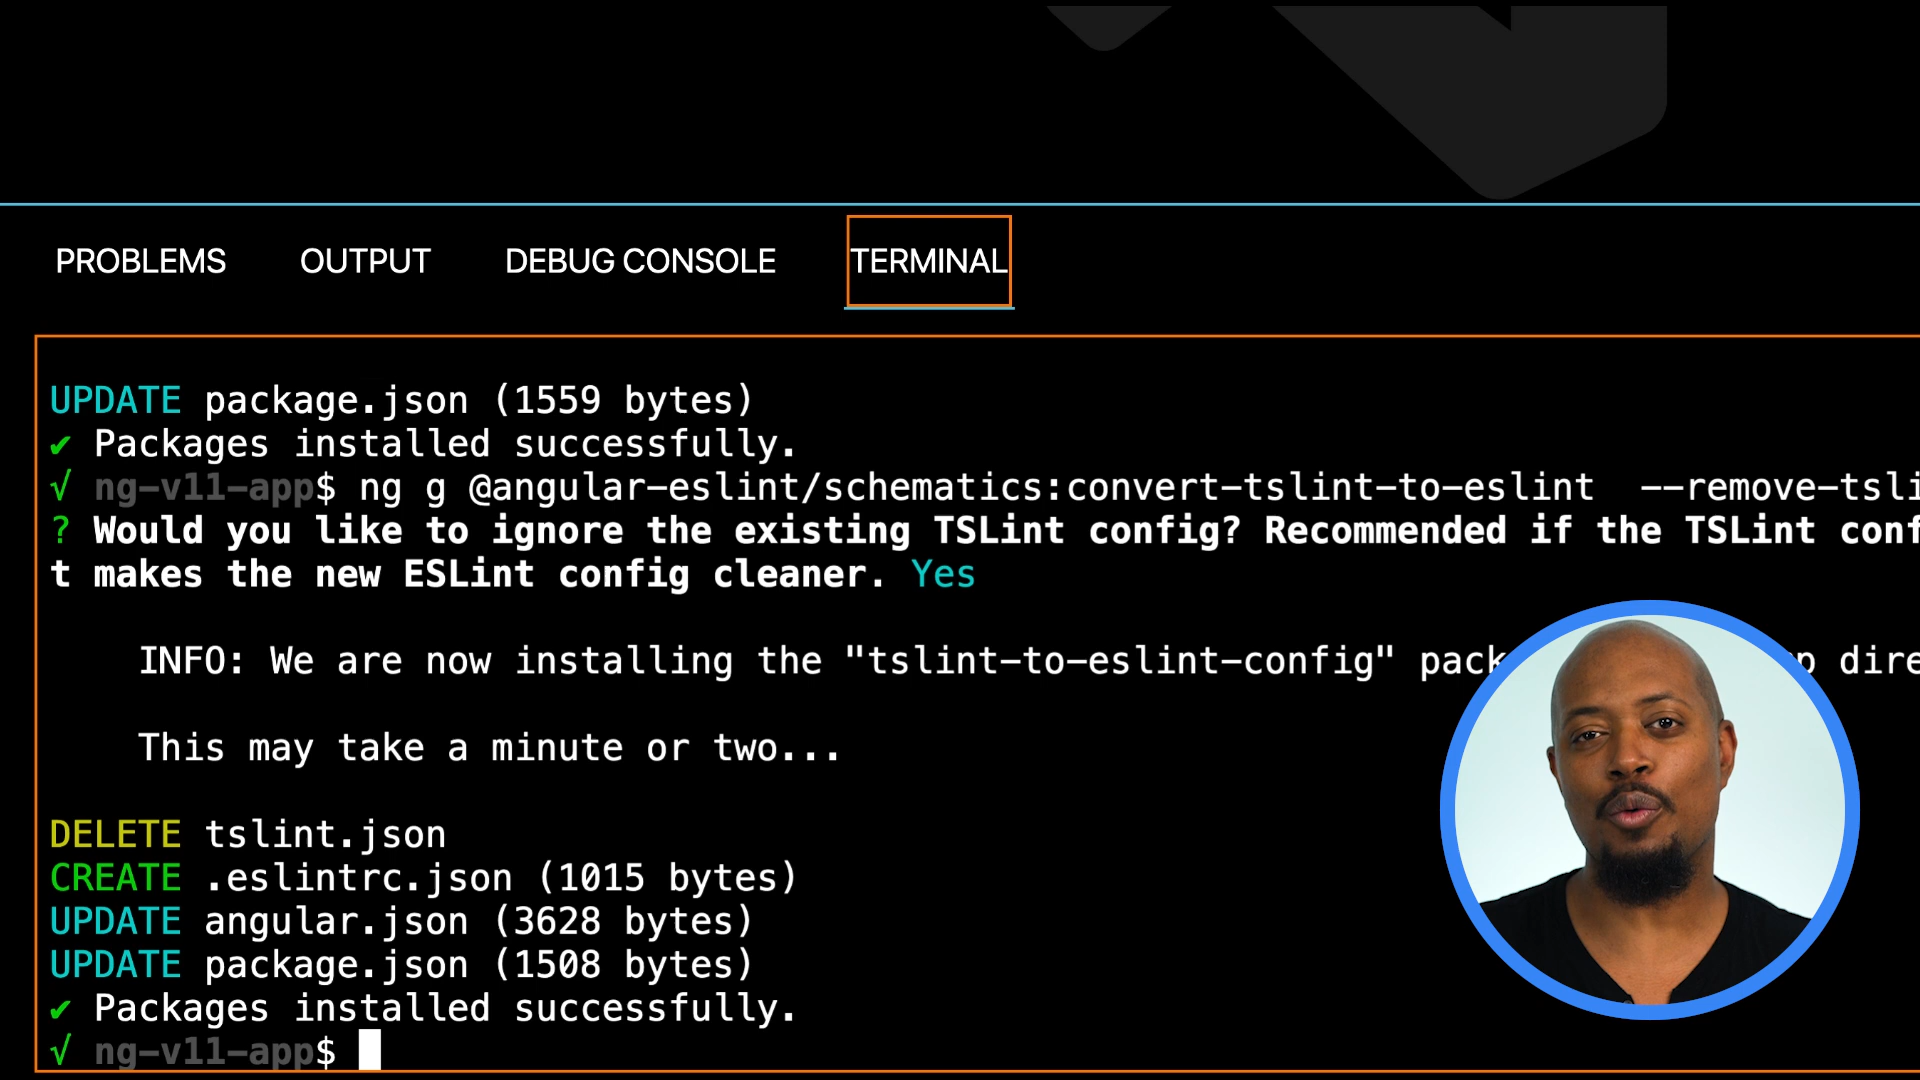 PROBLEMS OUTPUT DEBUG CONSOLE TERMINAL
UPDATE package.json (1559 bytes)
✔ Packages installed successfully.
√ ng-v11-app$ ng g @angular-eslint/schematics:convert-tslint-to-eslint --remove-tsli
? Would you like to ignore the existing TSLint config? Recommended if the TSLint conf
t makes the new ESLint config cleaner. Yes
INFO: We are now installing the "tslint-to-eslint-config" pack p dire
This may take a minute or two...
DELETE tslint.json
CREATE .eslintrc.json (1015 bytes)
UPDATE angular.json (3628 bytes)
UPDATE package.json (1508 bytes)
✔ Packages installed successfully.
√ ng-v11-app$